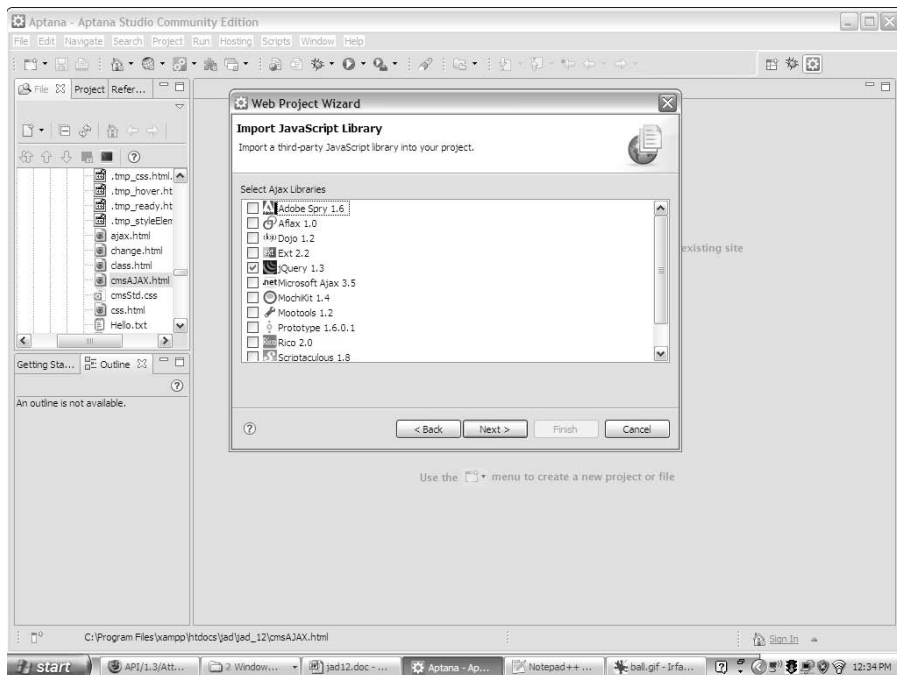 Aptana - Aptana Studio Community Edition
File Edit Navigate Search Project Run Hosting Scripts Window Help
File Project Refer...
.tmp_css.html.
.tmp_hover.ht
.tmp_ready.ht
.tmp_styleElem
ajax.html
change.html
class.html
cmsAJAX.html
cmsStd.css
css.html
Hello.txt
Getting Sta... Outline
An outline is not available.
Web Project Wizard
Import JavaScript Library
Import a third-party JavaScript library into your project.
Select Ajax Libraries
Adobe Spry 1.6
Aflax 1.0
dojo Dojo 1.2
Ext 2.2
jQuery 1.3
.net Microsoft Ajax 3.5
MochiKit 1.4
Mootools 1.2
Prototype 1.6.0.1
Rico 2.0
Scriptaculous 1.8
< Back Next > Finish Cancel
existing site
Use the menu to create a new project or file
C:\Program Files\xampp\htdocs\jad\jad_12\cmsAJAX.html
Sign In
start API/1.3/Att... 2 Window... jad12.doc - ... Aptana - Ap... Notepad++ ... ball.gif - Irfa... 12:34 PM